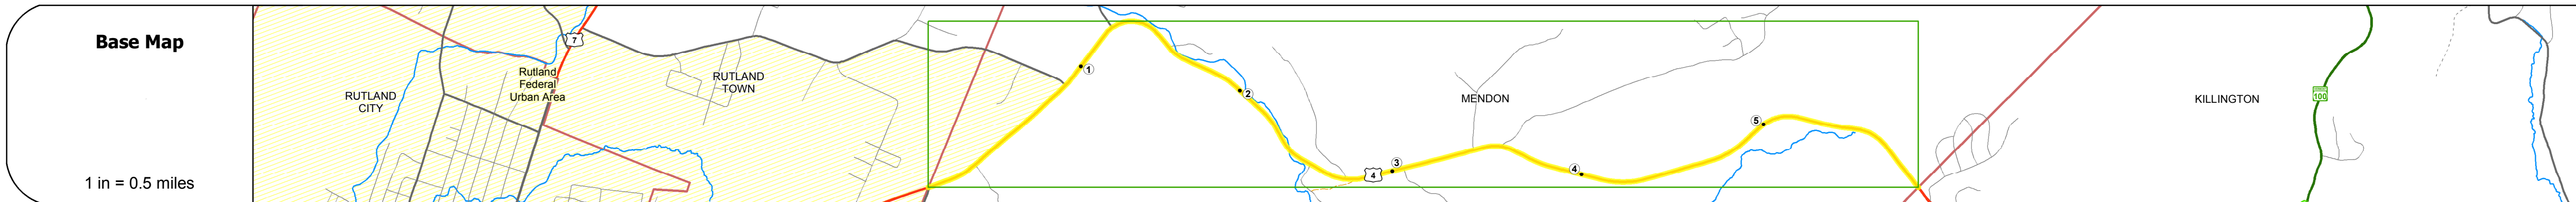 Base Map
1 in = 0.5 miles
RUTLAND
CITY
7
Rutland
Federal
Urban Area
RUTLAND
TOWN
1
2
3
4
4
5
MENDON
KILLINGTON
100